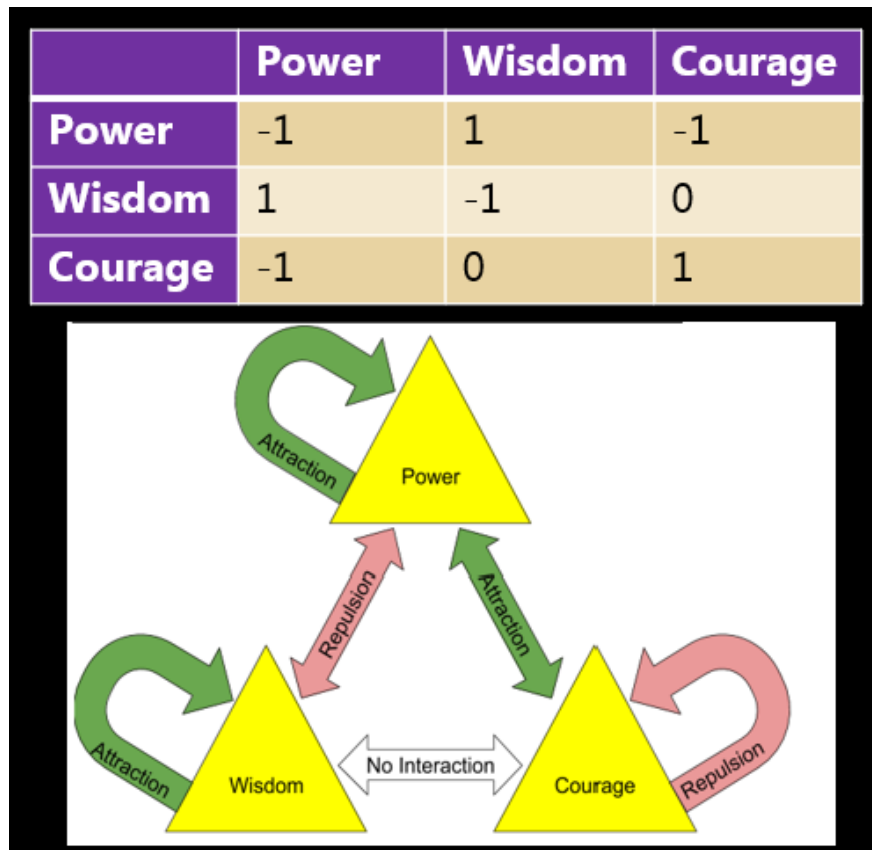 Power Wisdom Courage
Power -1 1 -1
Wisdom 1 -1 0
Courage -1 0 1
Attraction
Power
Repulsion
Attraction
Attraction
Wisdom
No Interaction
Courage
Repulsion